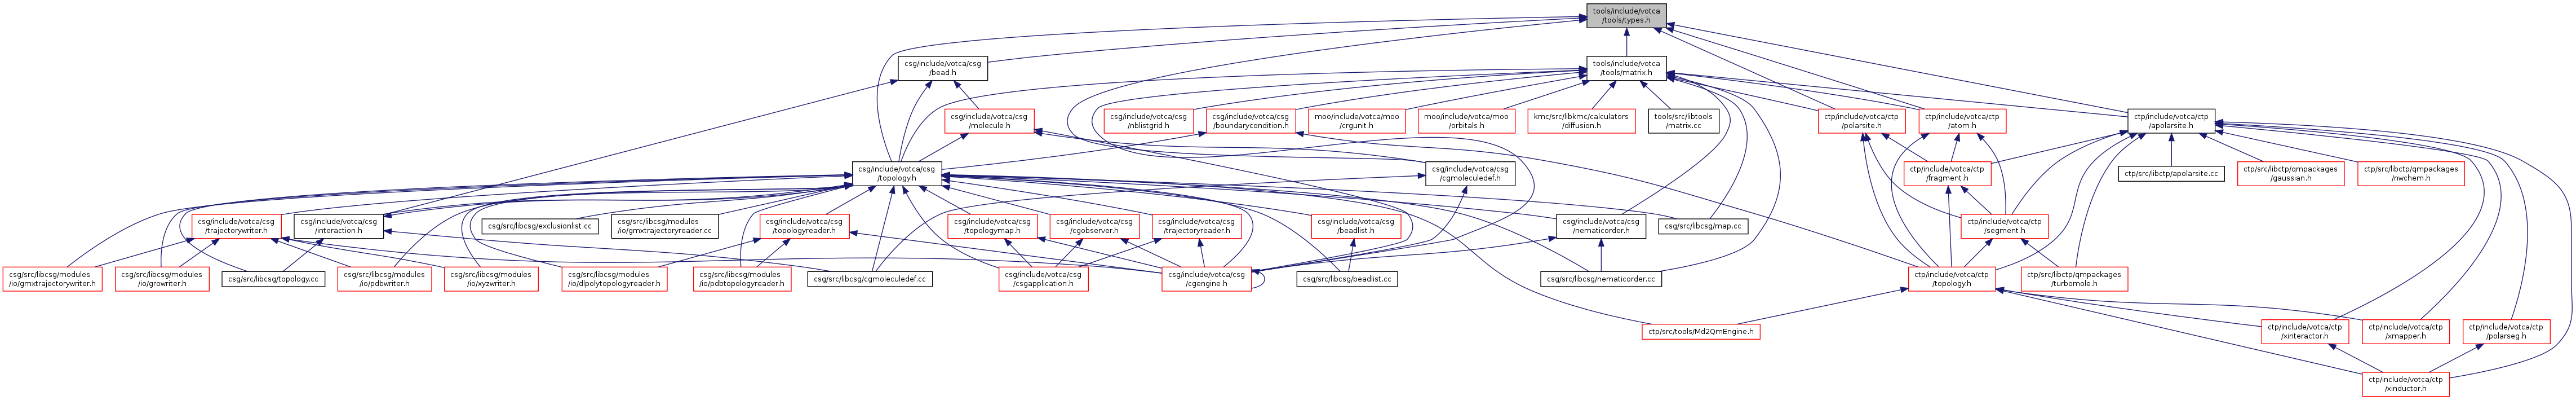 tools/include/votca
/tools/types.h
csg/include/votca/csg
/bead.h
tools/include/votca
/tools/matrix.h
csg/include/votca/csg
/molecule.h
csg/include/votca/csg
/nblistgrid.h
csg/include/votca/csg
/boundarycondition.h
moo/include/votca/moo
/crgunit.h
moo/include/votca/moo
/orbitals.h
kmc/src/libkmc/calculators
/diffusion.h
tools/src/libtools
/matrix.cc
ctp/include/votca/ctp
/polarsite.h
ctp/include/votca/ctp
/atom.h
ctp/include/votca/ctp
/apolarsite.h
csg/include/votca/csg
/topology.h
csg/include/votca/csg
/cgmoleculedef.h
ctp/include/votca/ctp
/fragment.h
ctp/src/libctp/apolarsite.cc
ctp/src/libctp/qmpackages
/gaussian.h
ctp/src/libctp/qmpackages
/nwchem.h
csg/include/votca/csg
/trajectorywriter.h
csg/include/votca/csg
/interaction.h
csg/src/libcsg/exclusionlist.cc
csg/src/libcsg/modules
/io/gmxtrajectoryreader.cc
csg/include/votca/csg
/topologyreader.h
csg/include/votca/csg
/topologymap.h
csg/include/votca/csg
/cgobserver.h
csg/include/votca/csg
/trajectoryreader.h
csg/include/votca/csg
/beadlist.h
csg/include/votca/csg
/nematicorder.h
csg/src/libcsg/map.cc
ctp/include/votca/ctp
/segment.h
csg/src/libcsg/modules
/io/gmxtrajectorywriter.h
csg/src/libcsg/modules
/io/growriter.h
csg/src/libcsg/topology.cc
csg/src/libcsg/modules
/io/pdbwriter.h
csg/src/libcsg/modules
/io/xyzwriter.h
csg/src/libcsg/modules
/io/dlpolytopologyreader.h
csg/src/libcsg/modules
/io/pdbtopologyreader.h
csg/src/libcsg/cgmoleculedef.cc
csg/include/votca/csg
/csgapplication.h
csg/include/votca/csg
/cgengine.h
csg/src/libcsg/beadlist.cc
csg/src/libcsg/nematicorder.cc
ctp/include/votca/ctp
/topology.h
ctp/src/libctp/qmpackages
/turbomole.h
ctp/src/tools/Md2QmEngine.h
ctp/include/votca/ctp
/xinteractor.h
ctp/include/votca/ctp
/xmapper.h
ctp/include/votca/ctp
/polarseg.h
ctp/include/votca/ctp
/xinductor.h